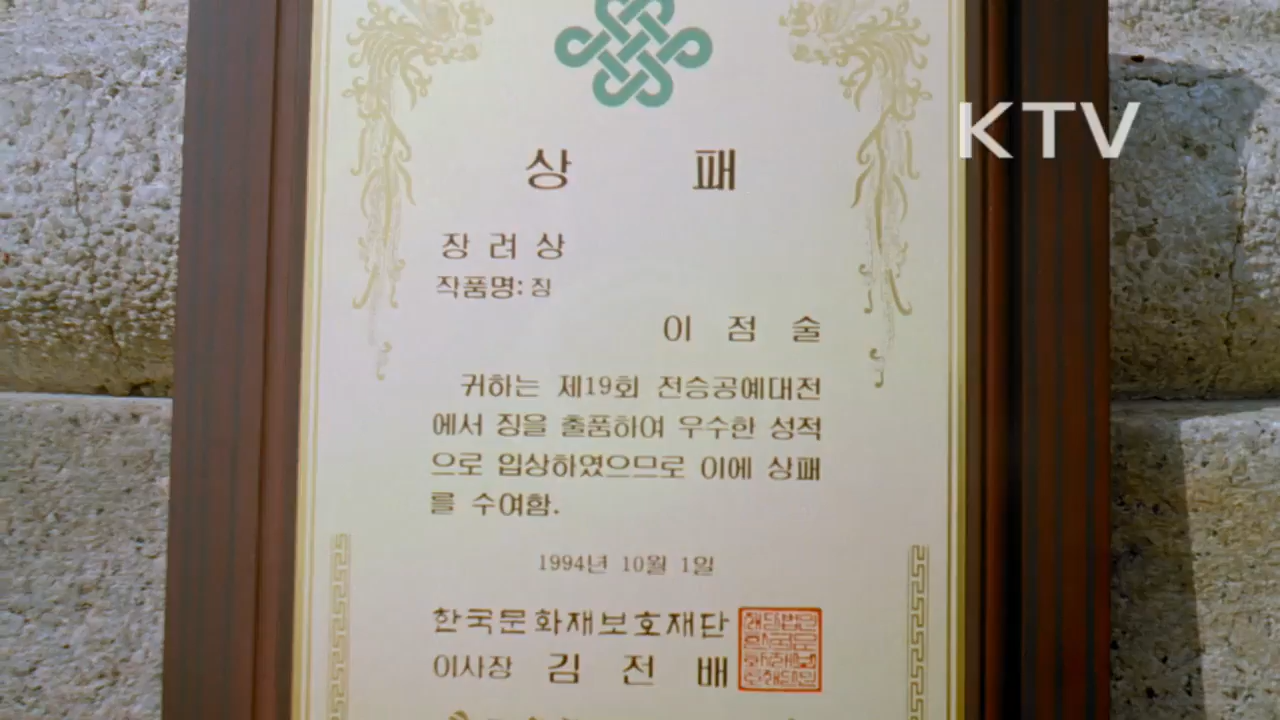 KTV
상 패
장 려 상
작품명: 징
이 점 술
귀하는 제19회 전승공예대전
에서 징을 출품하여 우수한 성적
으로 입상하였으므로 이에 상패
를 수여함.
1994년 10월 1일
한국문화재보호재단
이사장 김 전 배